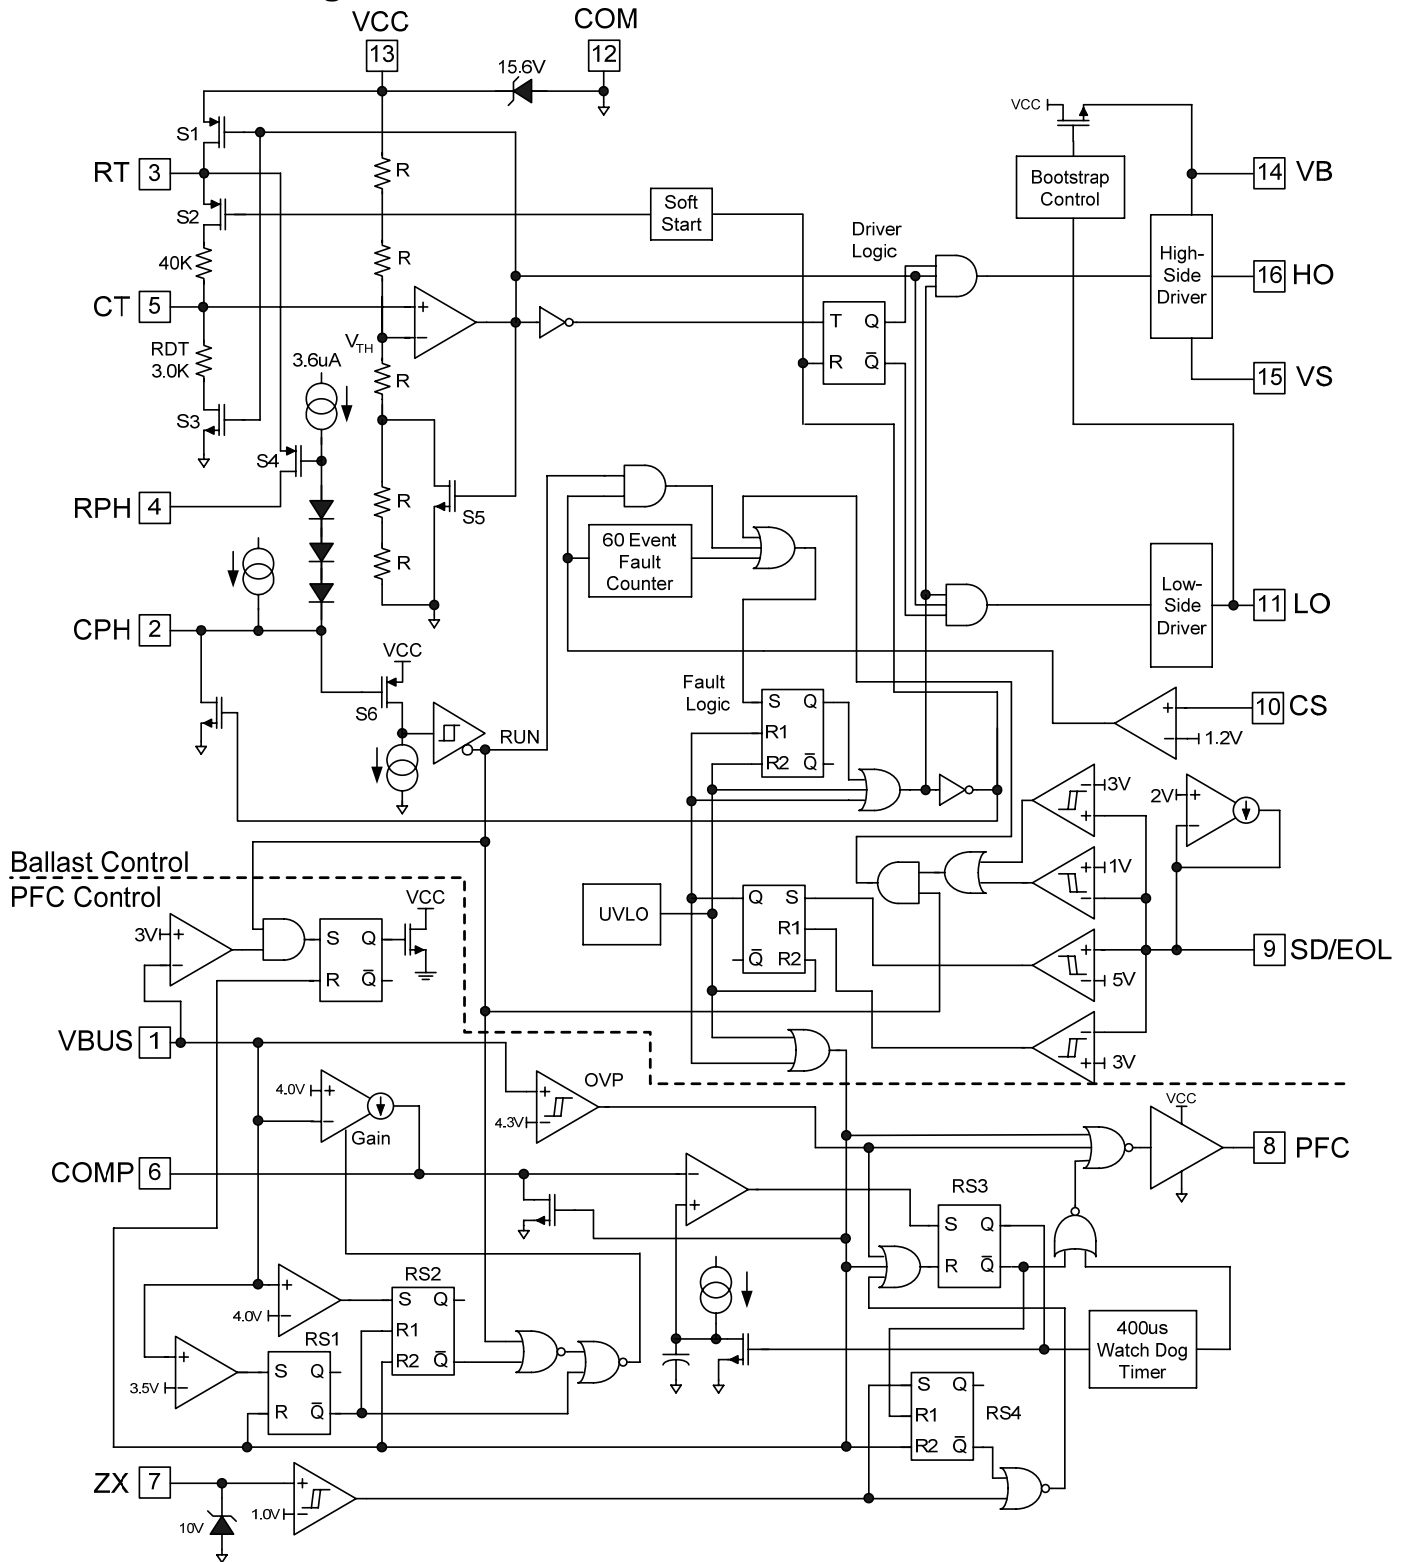 VCC
COM
13
12
15.6V
VCC
S1
R
Bootstrap
Control
RT 3
14 VB
S2
Soft
Start
Driver
Logic
R
40K
High-
Side
Driver
16 HO
CT 5
+
T Q
VTH
−
RDT
3.0K
3.6uA
R
R Q̅
15 VS
S3
S4
RPH 4
R
S5
60 Event
Fault
Counter
R
Low-
Side
Driver
CPH 2
11 LO
VCC
Fault
Logic
S6
S Q
+
10 CS
RUN
R1
−
1.2V
R2 Q̅
−
3V
2V
+
+
−
Ballast Control
−
1V
+
PFC Control
VCC
UVLO
Q S
3V
+
S Q
R1
−
+
9 SD/EOL
R Q̅
Q̅ R2
−
5V
VBUS 1
−
+
3V
4.0V
+
OVP
+
VCC
−
4.3V
−
Gain
8 PFC
COMP 6
−
+
RS3
S Q
R Q̅
+
4.0V
−
RS2
S Q
R1
R2 Q̅
400us
Watch Dog
Timer
RS1
+
3.5V
−
S Q
R Q̅
S Q
R1
RS4
R2 Q̅
ZX 7
+
1.0V
−
10V